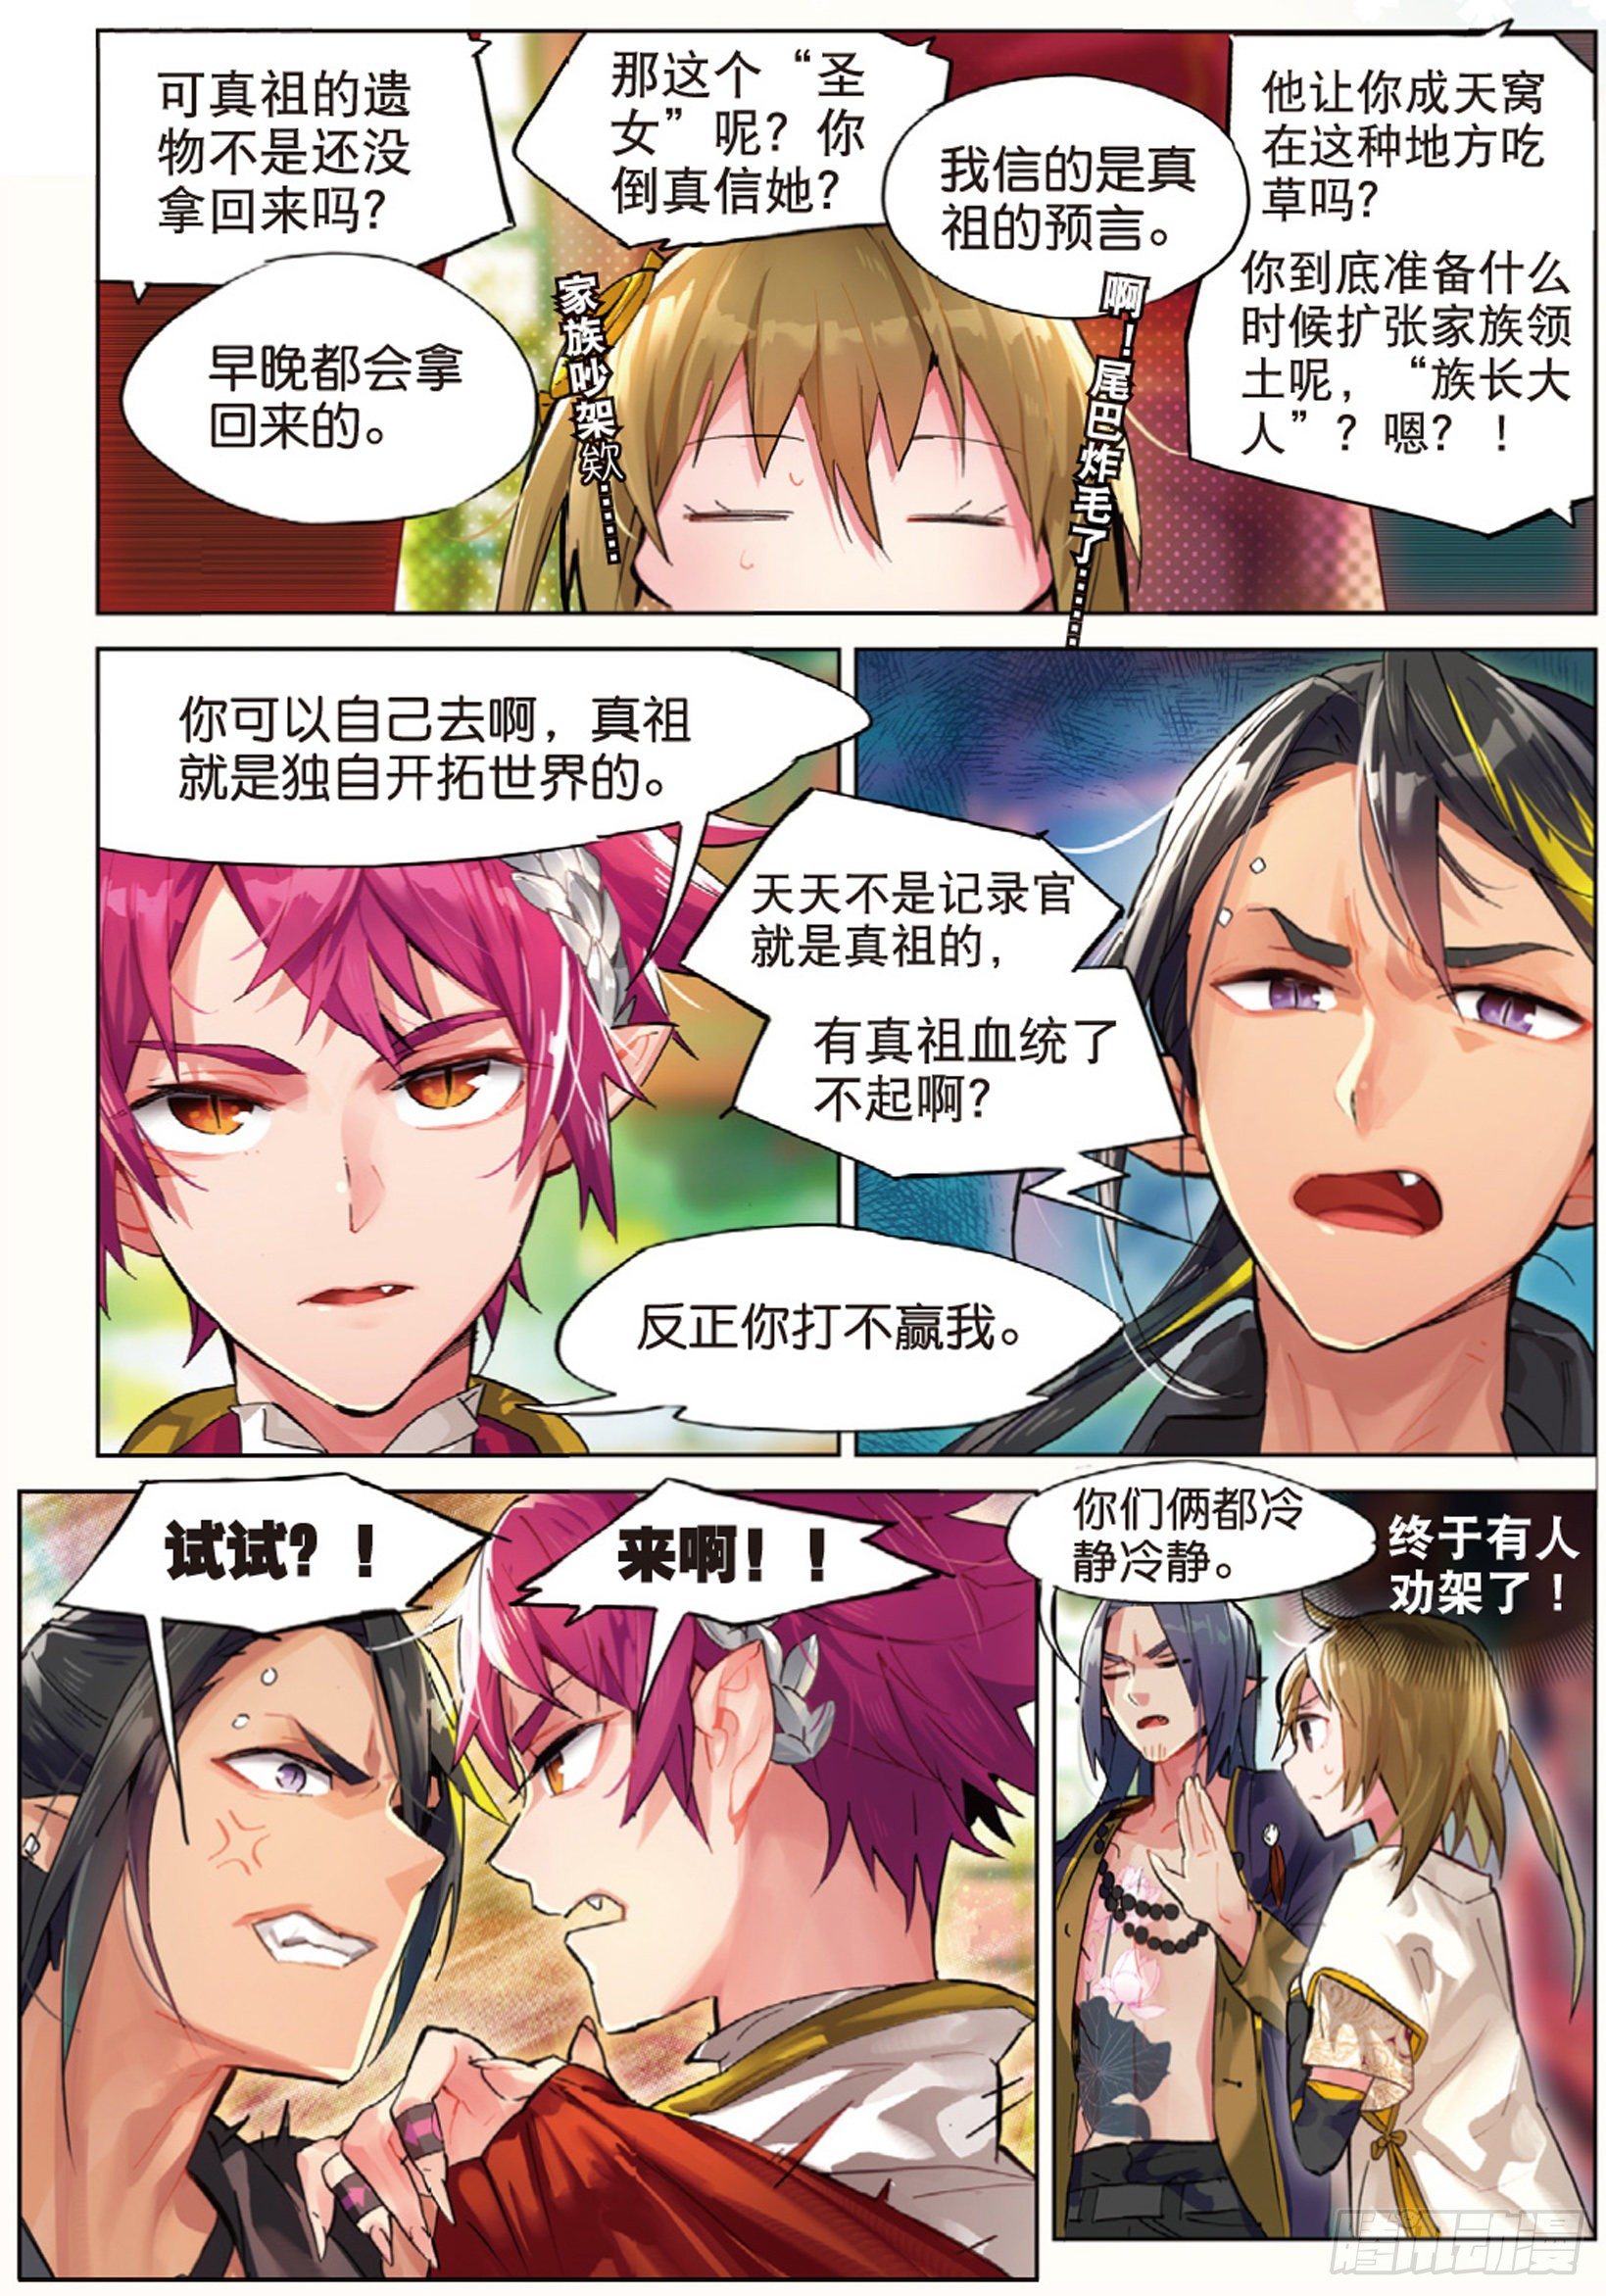 可真祖的遗
物不是还没
拿回来吗？
早晚都会拿
回来的。
那这个“圣
女”呢？你
倒真信她？
我信的是真
祖的预言。
他让你成天窝
在这种地方吃
草吗？
你到底准备什么
时候扩张家族领
土呢，“族长大
人”？嗯？！
家族吵架欸……
啊！尾巴炸毛了……
你可以自己去啊，真祖
就是独自开拓世界的。
天天不是记录官
就是真祖的，
有真祖血统了
不起啊？
反正你打不赢我。
试试？！
来啊！！
你们俩都冷
静冷静。
终于有人
劝架了！
腾讯动漫